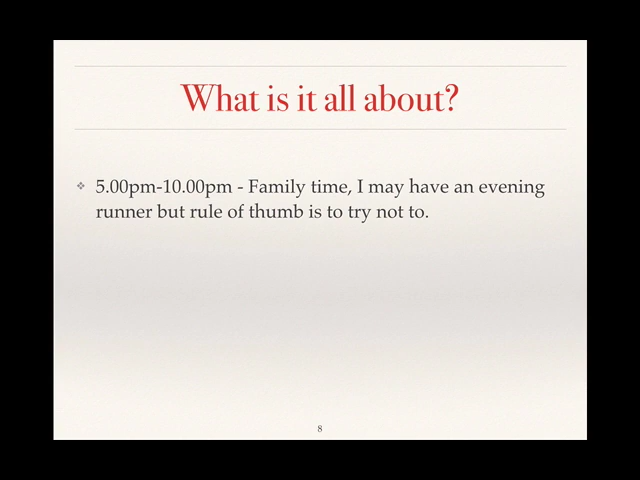 What is it all about?
❖ 5.00pm-10.00pm - Family time, I may have an evening
runner but rule of thumb is to try not to.
8